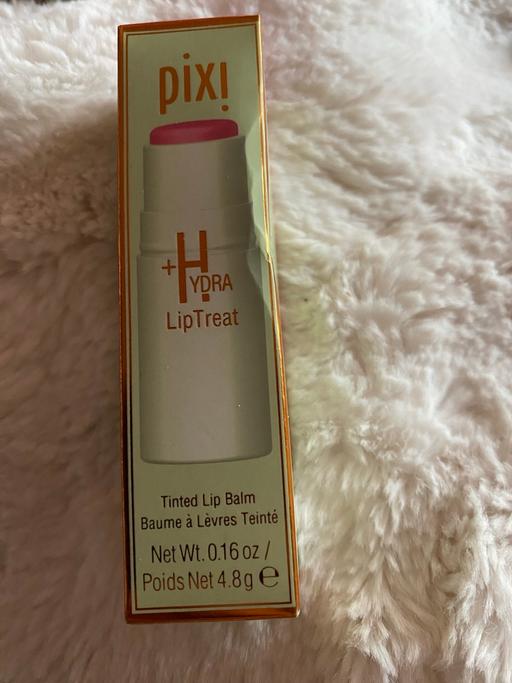 pixi
+HYDRA
LipTreat
Tinted Lip Balm
Baume à Lèvres Teinté
Net Wt. 0.16 oz /
Poids Net 4.8g ℮